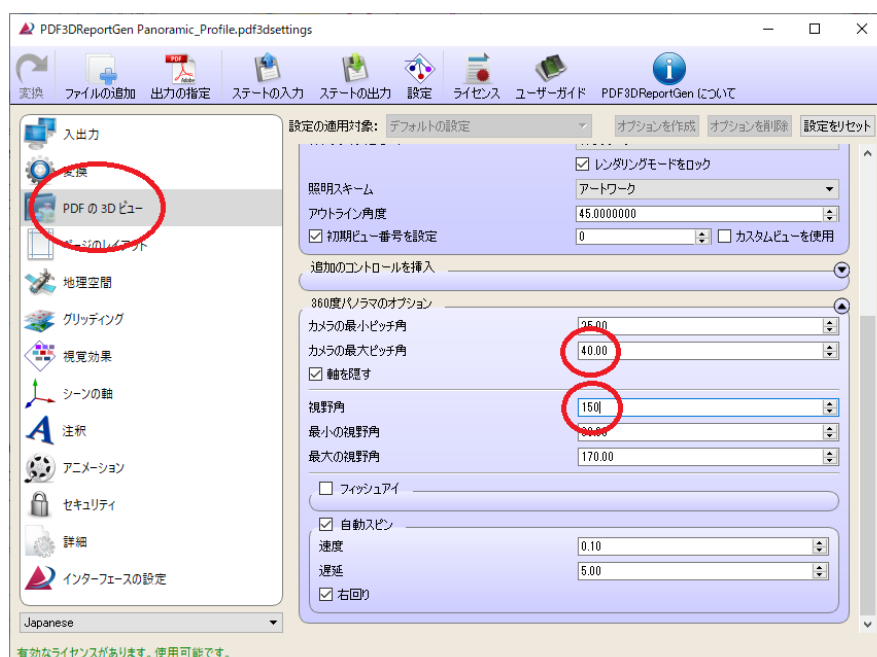 PDF3DReportGen Panoramic_Profile.pdf3dsettings
変換 ファイルの追加 出力の指定 ステートの入力 ステートの出力 設定 ライセンス ユーザーガイド PDF3DReportGen について
設定の適用対象: デフォルトの設定 オプションを作成 オプションを削除 設定をリセット
入出力
変換
PDF の 3D ビュー
ページのレイアウト
地理空間
グリッディング
視覚効果
シーンの軸
注釈
アニメーション
セキュリティ
詳細
インターフェースの設定
Japanese
有効なライセンスがあります。使用可能です。
レンダリングモードをロック
照明スキーム アートワーク
アウトライン角度 45.0000000
初期ビュー番号を設定 0 カスタムビューを使用
追加のコントロールを挿入
360度パノラマのオプション
カメラの最小ピッチ角
カメラの最大ピッチ角 40.00
軸を隠す
視野角 150
最小の視野角
最大の視野角 170.00
フィッシュアイ
自動スピン
速度 0.10
遅延 5.00
右回り